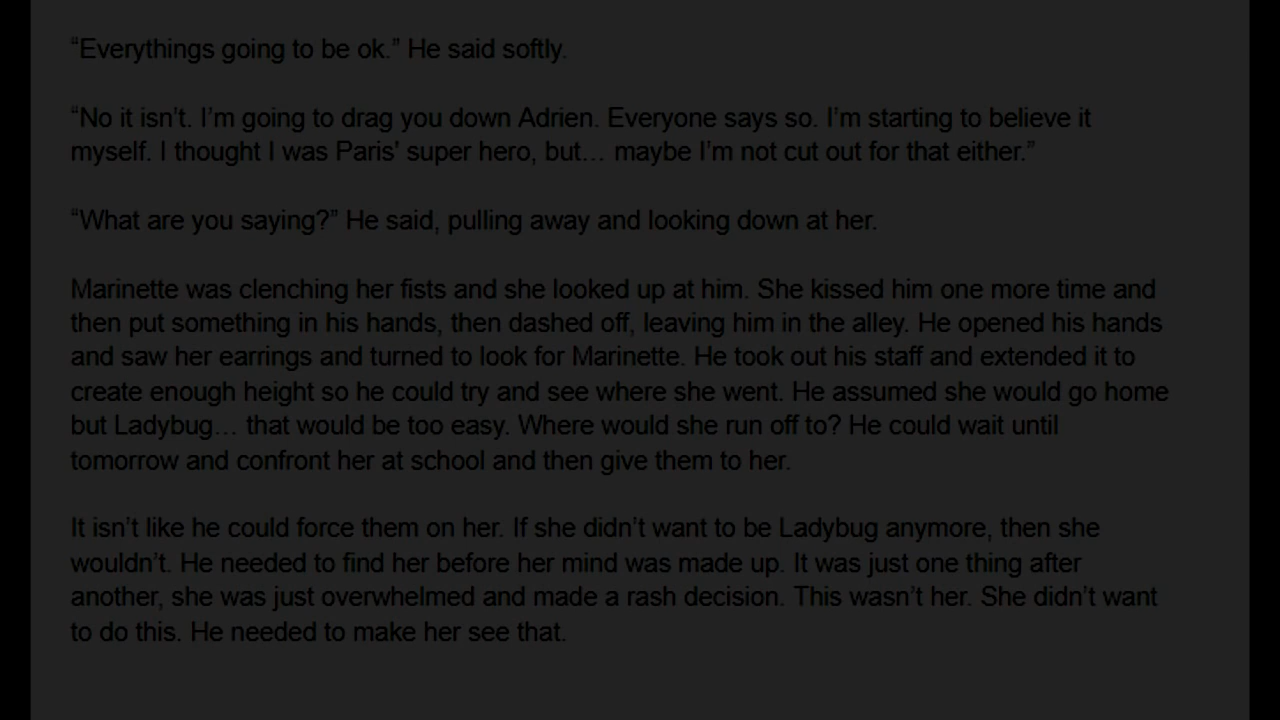 “Everythings going to be ok.” He said softly.
“No it isn’t. I’m going to drag you down Adrien. Everyone says so. I’m starting to believe it
myself. I thought I was Paris’ super hero, but… maybe I’m not cut out for that either.”
“What are you saying?” He said, pulling away and looking down at her.
Marinette was clenching her fists and she looked up at him. She kissed him one more time and
then put something in his hands, then dashed off, leaving him in the alley. He opened his hands
and saw her earrings and turned to look for Marinette. He took out his staff and extended it to
create enough height so he could try and see where she went. He assumed she would go home
but Ladybug… that would be too easy. Where would she run off to? He could wait until
tomorrow and confront her at school and then give them to her.
It isn’t like he could force them on her. If she didn’t want to be Ladybug anymore, then she
wouldn’t. He needed to find her before her mind was made up. It was just one thing after
another, she was just overwhelmed and made a rash decision. This wasn’t her. She didn’t want
to do this. He needed to make her see that.